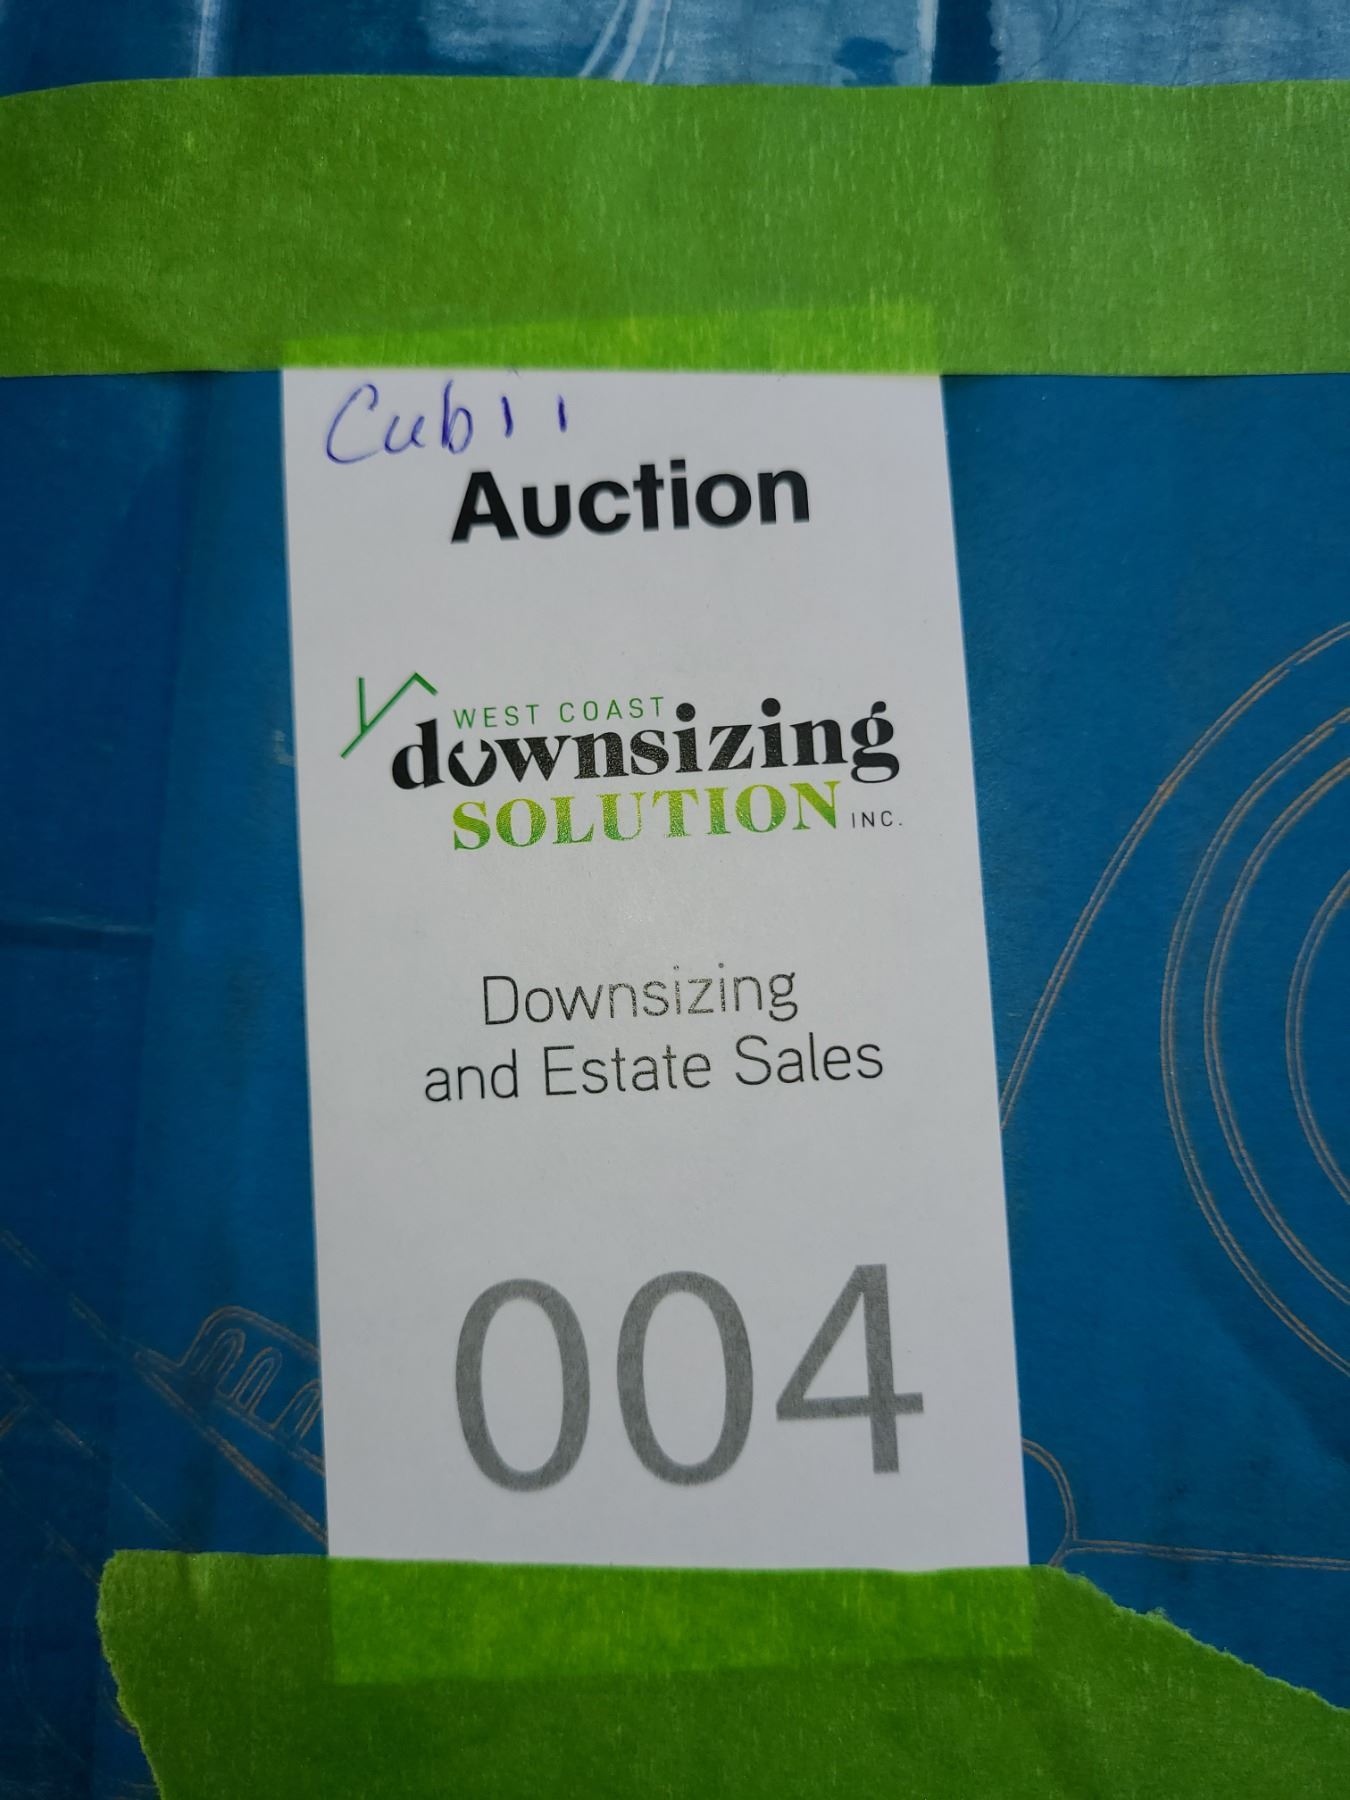 Cubii
Auction
WEST COAST
downsizing
SOLUTION INC.
Downsizing
and Estate Sales
004